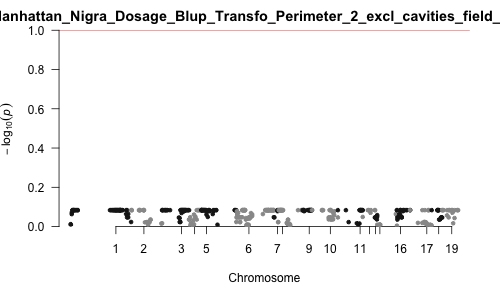 Manhattan_Nigra_Dosage_Blup_Transfo_Perimeter_2_excl_cavities_field_
1.0
0.8
0.6
0.4
0.2
0.0
− log₁₀(p)
1 2 3 5 6 7 9 10 11 16 17 19
Chromosome